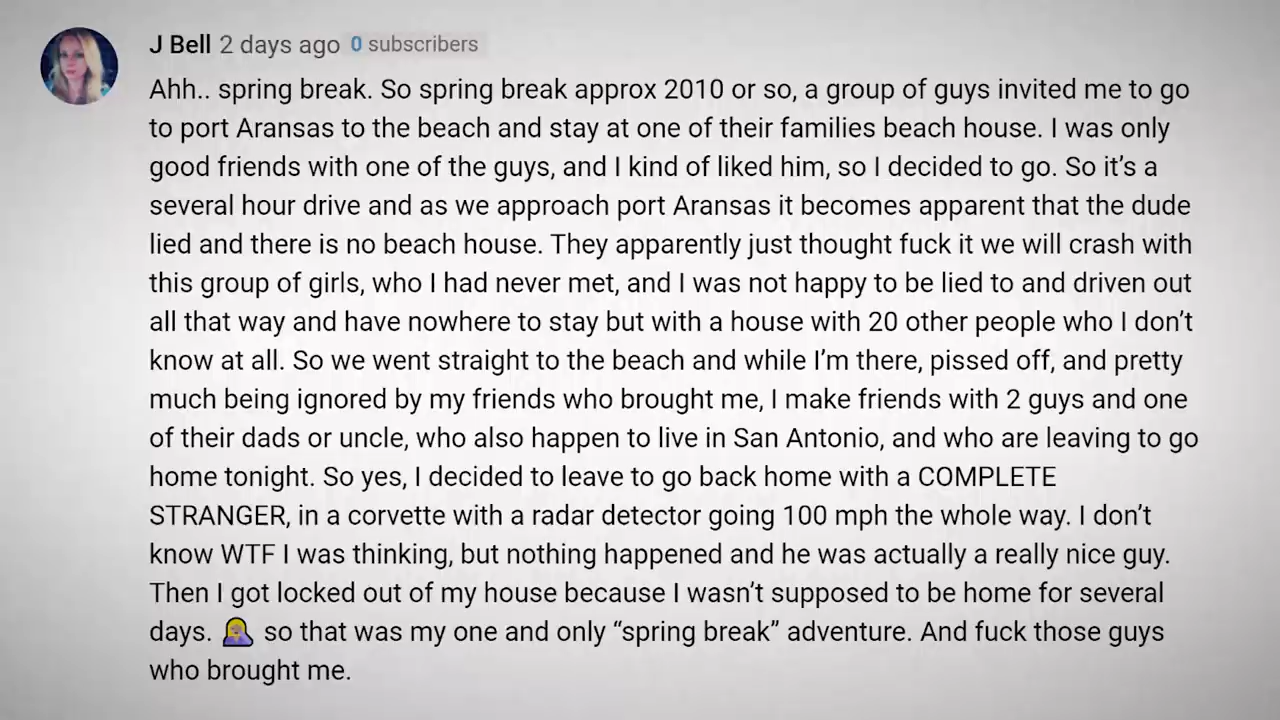 J Bell 2 days ago 0 subscribers
Ahh.. spring break. So spring break approx 2010 or so, a group of guys invited me to go
to port Aransas to the beach and stay at one of their families beach house. I was only
good friends with one of the guys, and I kind of liked him, so I decided to go. So it’s a
several hour drive and as we approach port Aransas it becomes apparent that the dude
lied and there is no beach house. They apparently just thought fuck it we will crash with
this group of girls, who I had never met, and I was not happy to be lied to and driven out
all that way and have nowhere to stay but with a house with 20 other people who I don’t
know at all. So we went straight to the beach and while I’m there, pissed off, and pretty
much being ignored by my friends who brought me, I make friends with 2 guys and one
of their dads or uncle, who also happen to live in San Antonio, and who are leaving to go
home tonight. So yes, I decided to leave to go back home with a COMPLETE
STRANGER, in a corvette with a radar detector going 100 mph the whole way. I don’t
know WTF I was thinking, but nothing happened and he was actually a really nice guy.
Then I got locked out of my house because I wasn’t supposed to be home for several
days. 🤦‍♀️ so that was my one and only “spring break” adventure. And fuck those guys
who brought me.